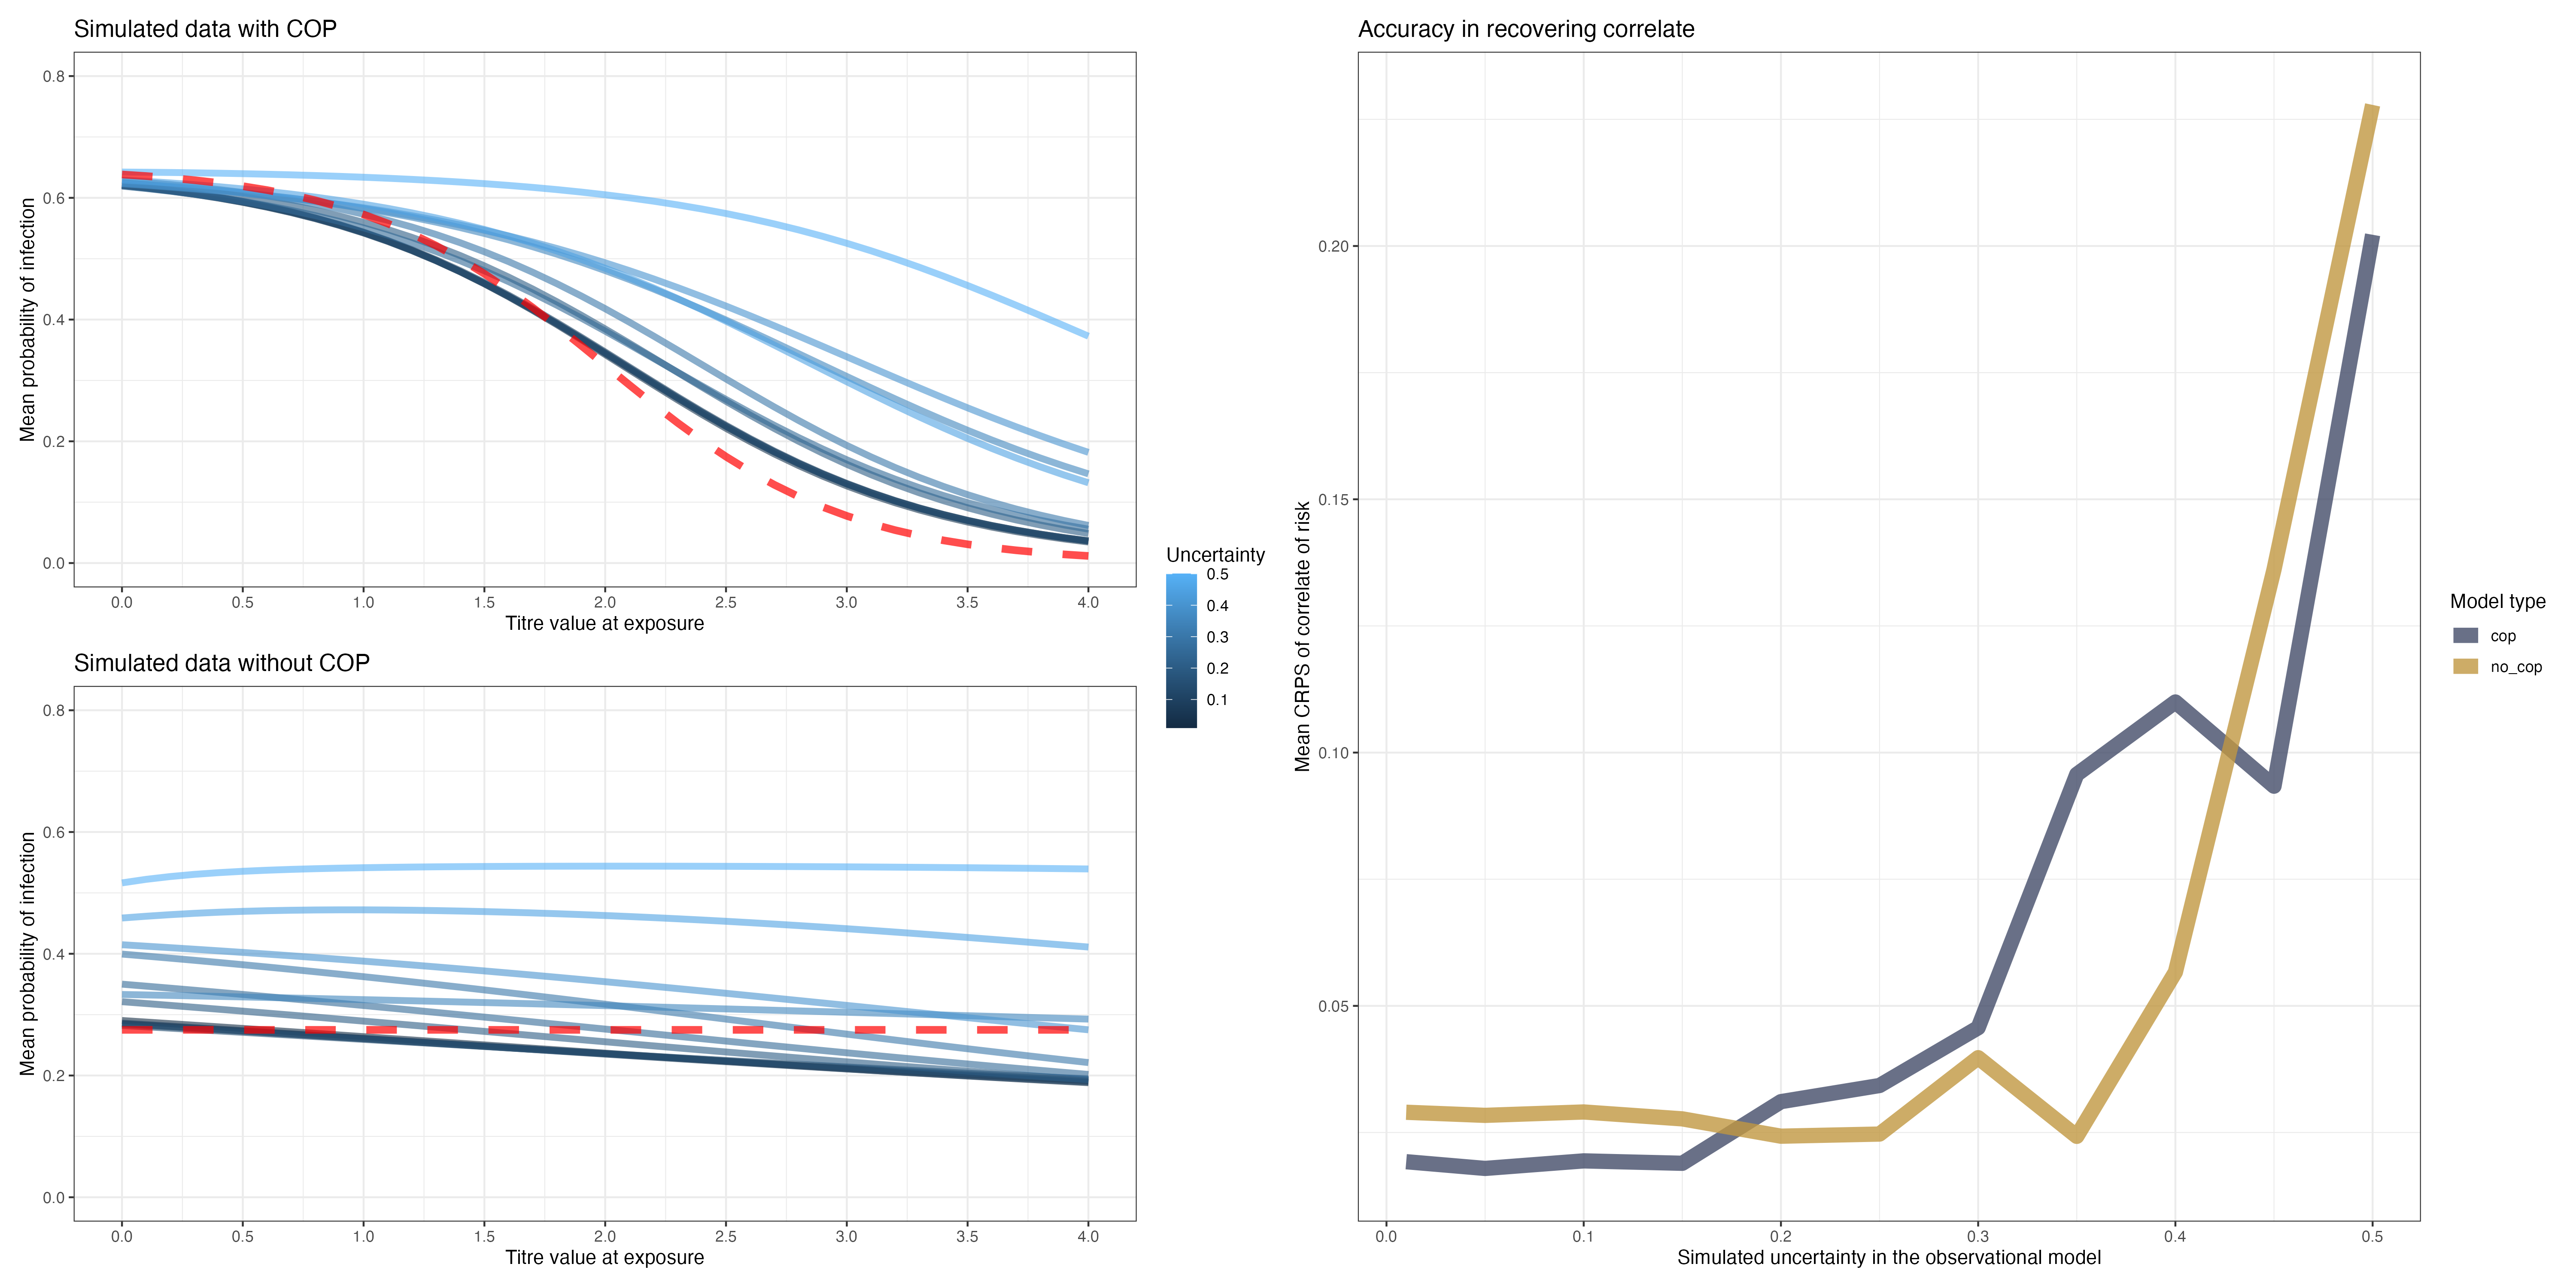 Simulated data with COP
Mean probability of infection
0.8
0.6
0.4
0.2
0.0
0.0 0.5 1.0 1.5 2.0 2.5 3.0 3.5 4.0
Titre value at exposure
Simulated data without COP
Mean probability of infection
0.8
0.6
0.4
0.2
0.0
0.0 0.5 1.0 1.5 2.0 2.5 3.0 3.5 4.0
Titre value at exposure
Uncertainty
0.5
0.4
0.3
0.2
0.1
Accuracy in recovering correlate
Mean CRPS of correlate of risk
0.20
0.15
0.10
0.05
0.0 0.1 0.2 0.3 0.4 0.5
Simulated uncertainty in the observational model
Model type
cop
no_cop